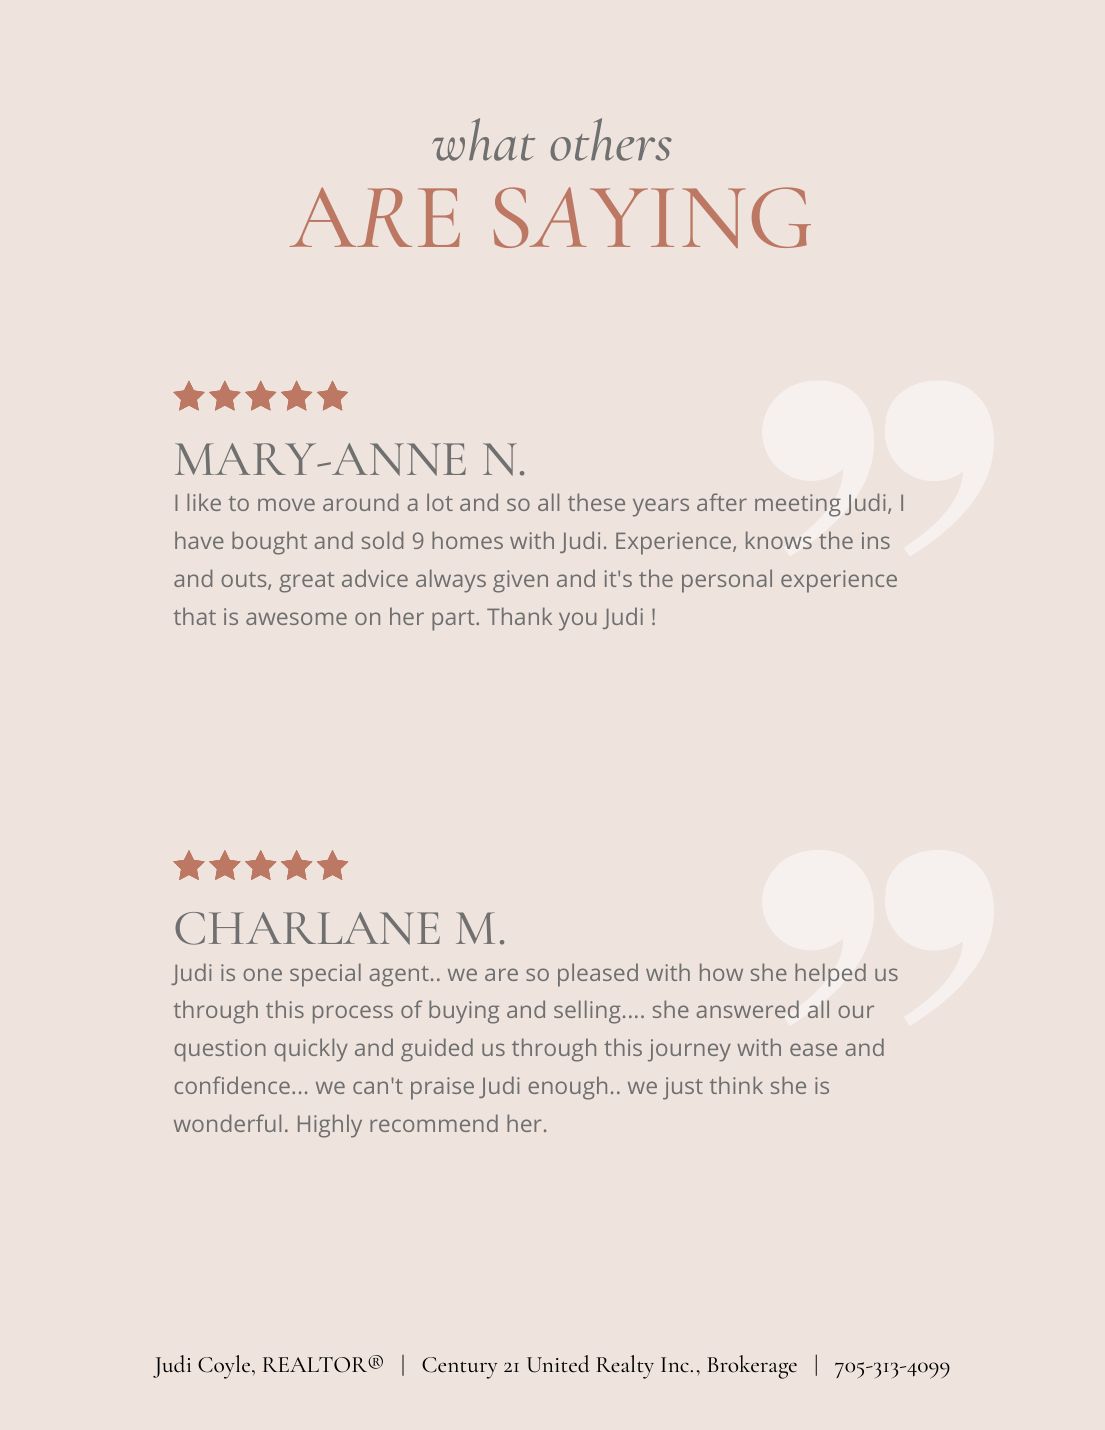 what others
ARE SAYING
MARY-ANNE N.
I like to move around a lot and so all these years after meeting Judi, I
have bought and sold 9 homes with Judi. Experience, knows the ins
and outs, great advice always given and it's the personal experience
that is awesome on her part. Thank you Judi !
CHARLANE M.
Judi is one special agent.. we are so pleased with how she helped us
through this process of buying and selling.... she answered all our
question quickly and guided us through this journey with ease and
confidence... we can't praise Judi enough.. we just think she is
wonderful. Highly recommend her.
Judi Coyle, REALTOR® | Century 21 United Realty Inc., Brokerage | 705-313-4099